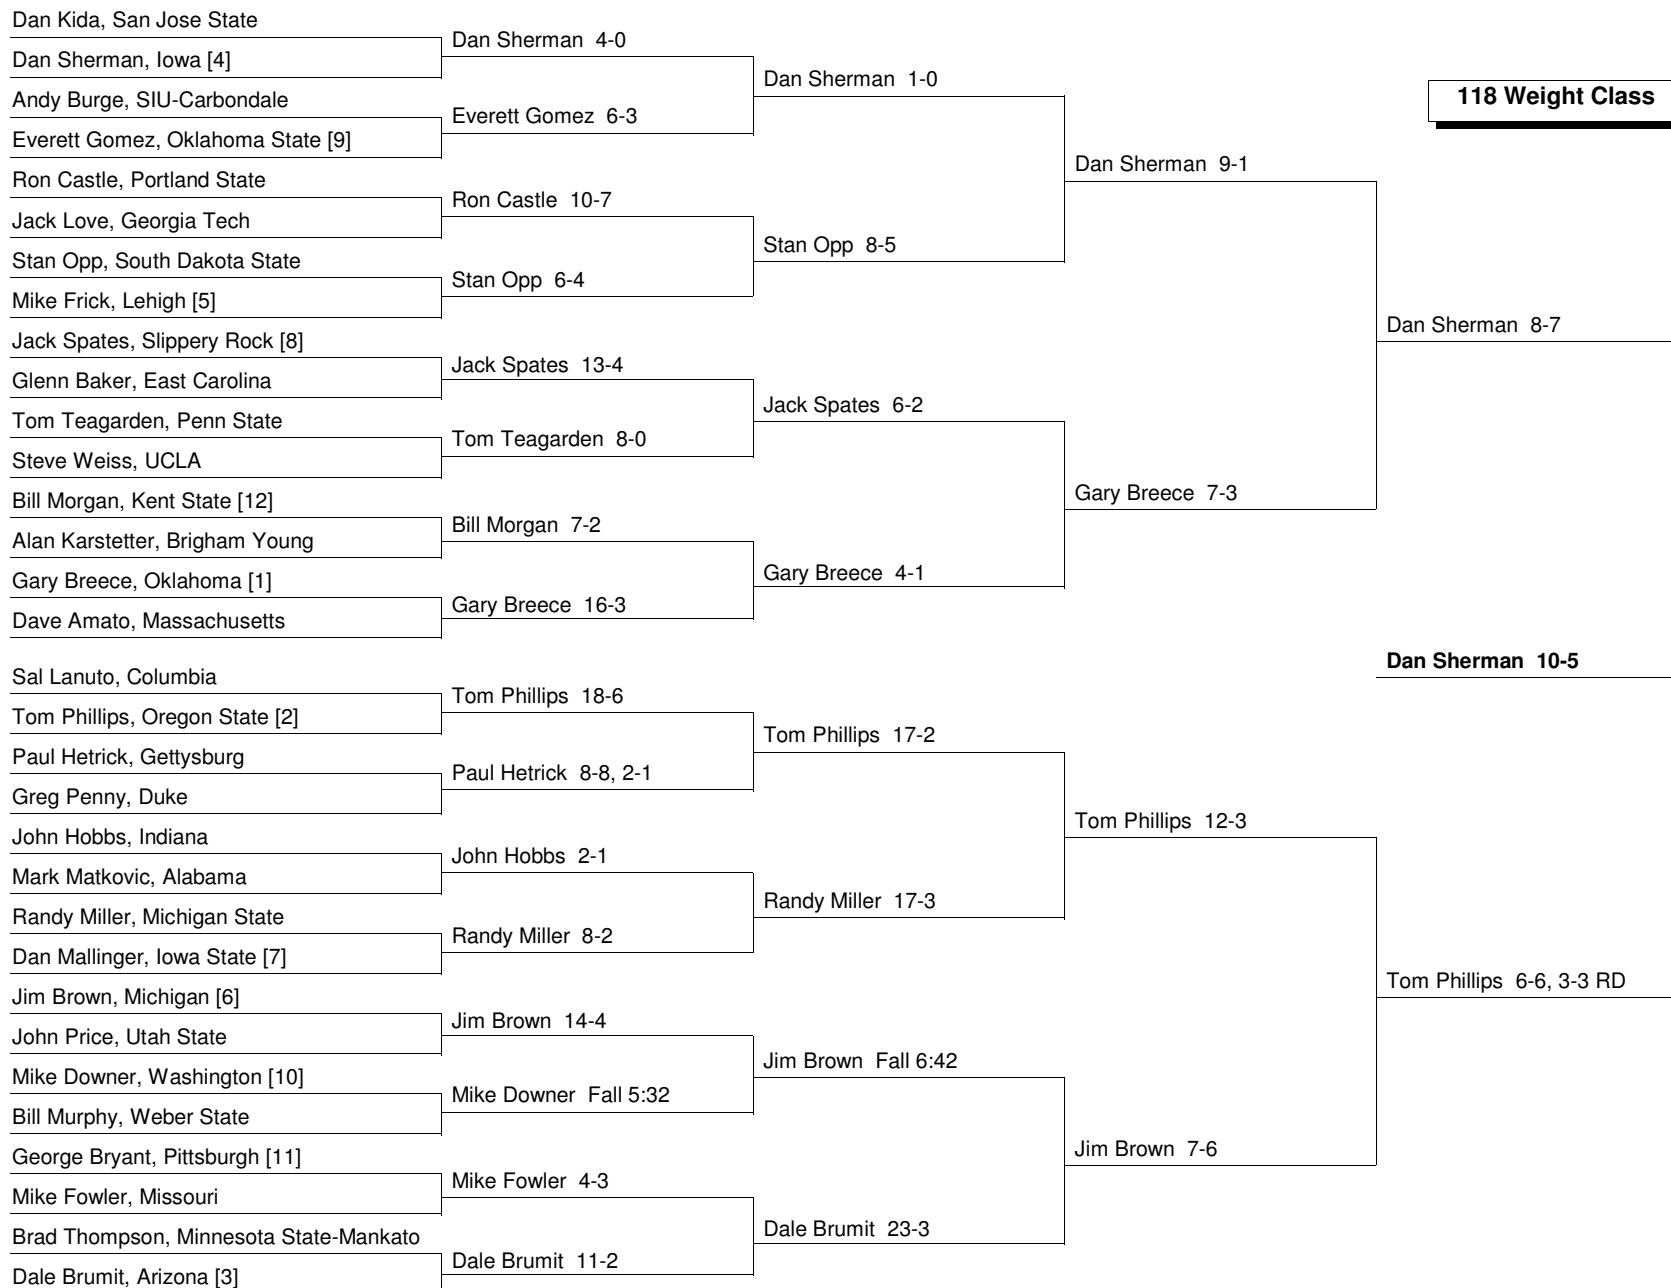 Dan Kida, San Jose State
Dan Sherman, Iowa [4]
Andy Burge, SIU-Carbondale
Everett Gomez, Oklahoma State [9]
Ron Castle, Portland State
Jack Love, Georgia Tech
Stan Opp, South Dakota State
Mike Frick, Lehigh [5]
Jack Spates, Slippery Rock [8]
Glenn Baker, East Carolina
Tom Teagarden, Penn State
Steve Weiss, UCLA
Bill Morgan, Kent State [12]
Alan Karstetter, Brigham Young
Gary Breece, Oklahoma [1]
Dave Amato, Massachusetts
Sal Lanuto, Columbia
Tom Phillips, Oregon State [2]
Paul Hetrick, Gettysburg
Greg Penny, Duke
John Hobbs, Indiana
Mark Matkovic, Alabama
Randy Miller, Michigan State
Dan Mallinger, Iowa State [7]
Jim Brown, Michigan [6]
John Price, Utah State
Mike Downer, Washington [10]
Bill Murphy, Weber State
George Bryant, Pittsburgh [11]
Mike Fowler, Missouri
Brad Thompson, Minnesota State-Mankato
Dale Brumit, Arizona [3]
Dan Sherman 4-0
Everett Gomez 6-3
Ron Castle 10-7
Stan Opp 6-4
Jack Spates 13-4
Tom Teagarden 8-0
Bill Morgan 7-2
Gary Breece 16-3
Tom Phillips 18-6
Paul Hetrick 8-8, 2-1
John Hobbs 2-1
Randy Miller 8-2
Jim Brown 14-4
Mike Downer Fall 5:32
Mike Fowler 4-3
Dale Brumit 11-2
Dan Sherman 1-0
Stan Opp 8-5
Jack Spates 6-2
Gary Breece 4-1
Tom Phillips 17-2
Randy Miller 17-3
Jim Brown Fall 6:42
Dale Brumit 23-3
Dan Sherman 9-1
Gary Breece 7-3
Tom Phillips 12-3
Jim Brown 7-6
118 Weight Class
Dan Sherman 8-7
Dan Sherman 10-5
Tom Phillips 6-6, 3-3 RD